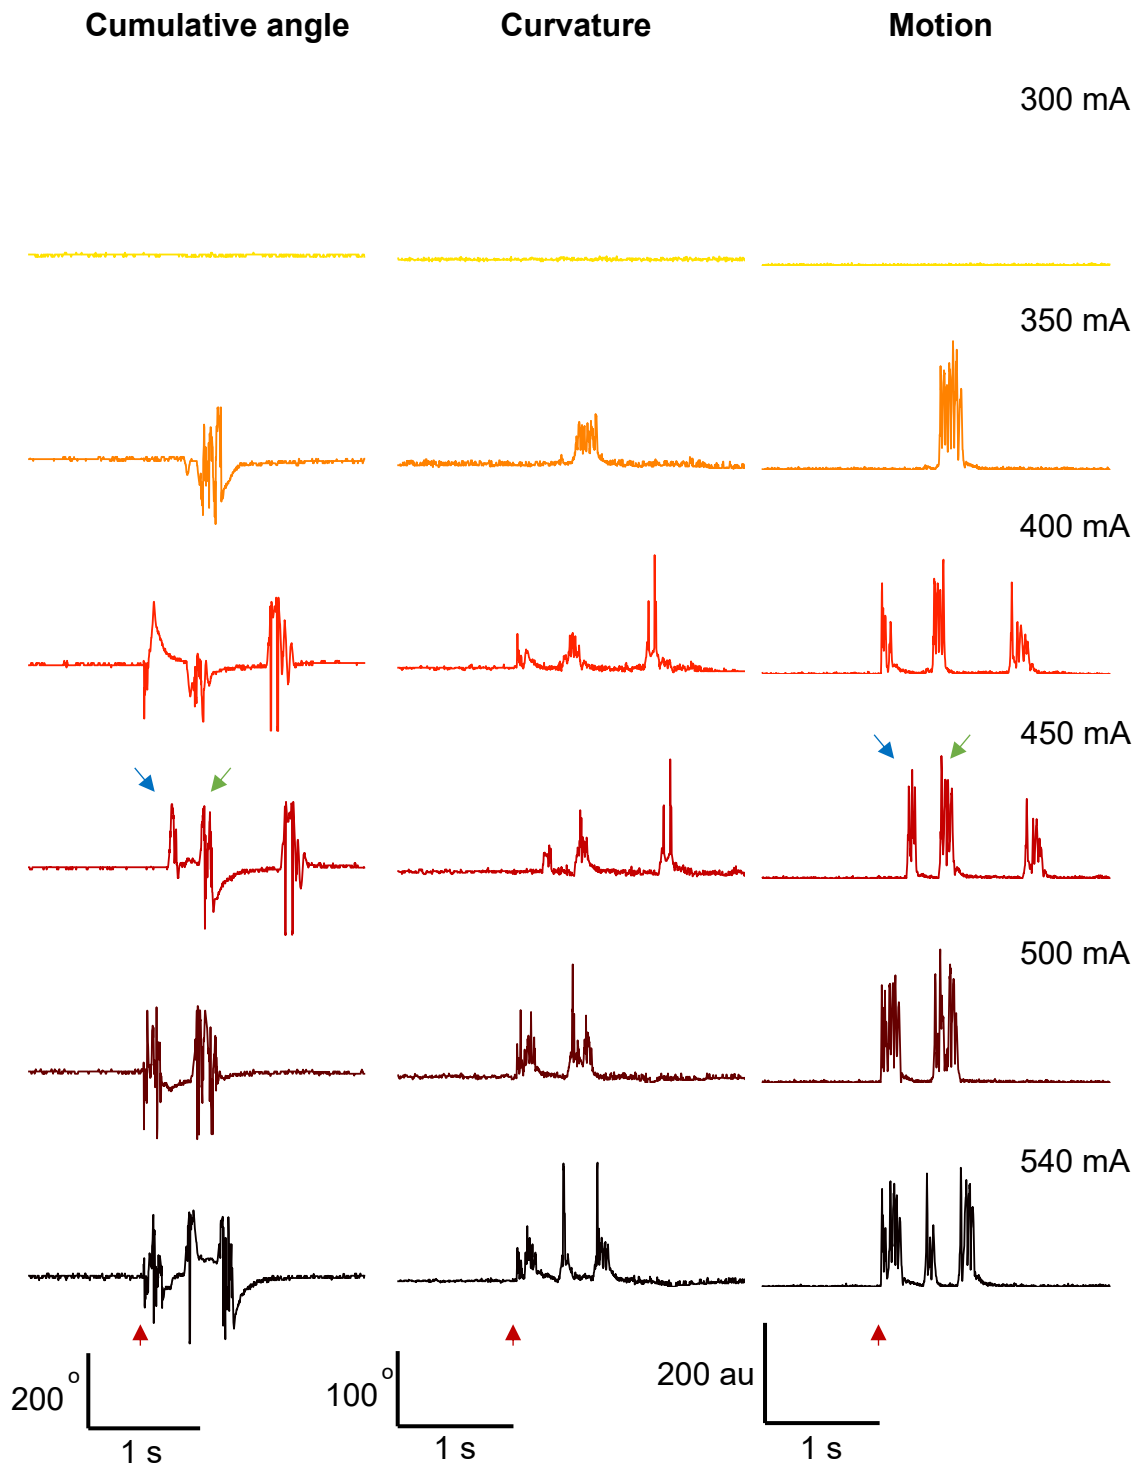 Cumulative angle
Curvature
Motion
300 mA
350 mA
400 mA
450 mA
500 mA
540 mA
200 o
100 o
200 au
1 s
1 s
1 s